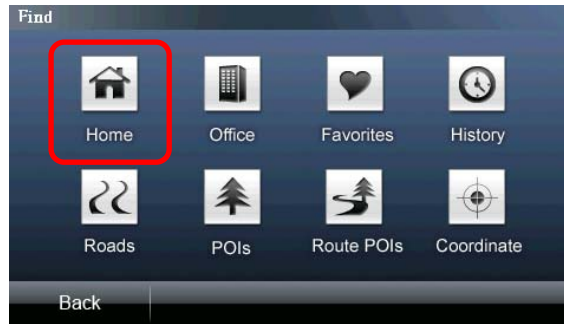 Find
Home Office Favorites History
Roads POIs Route POIs Coordinate
Back